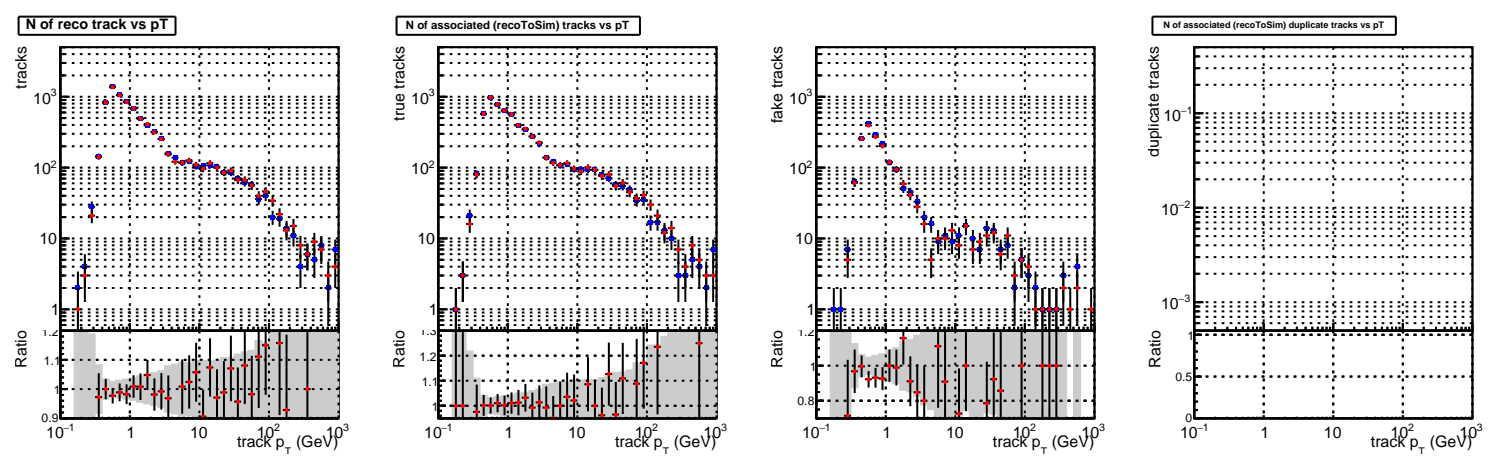 N of reco track vs pT
tracks
10³
10²
10
1
Ratio
1.2
1.1
1
0.9
10⁻¹ 1 10 10² 10³
track p_T (GeV)
N of associated (recoToSim) tracks vs pT
true tracks
10³
10²
10
1
Ratio
1.3
1.2
1.1
1
10⁻¹ 1 10 10² 10³
track p_T (GeV)
fake tracks
10³
10²
10
1
Ratio
1.2
1
0.8
10⁻¹ 1 10 10² 10³
track p_T (GeV)
N of associated (recoToSim) duplicate tracks vs pT
duplicate tracks
10⁻¹
10⁻²
10⁻³
Ratio
1
0.5
0
10⁻¹ 1 10 10² 10³
track p_T (GeV)